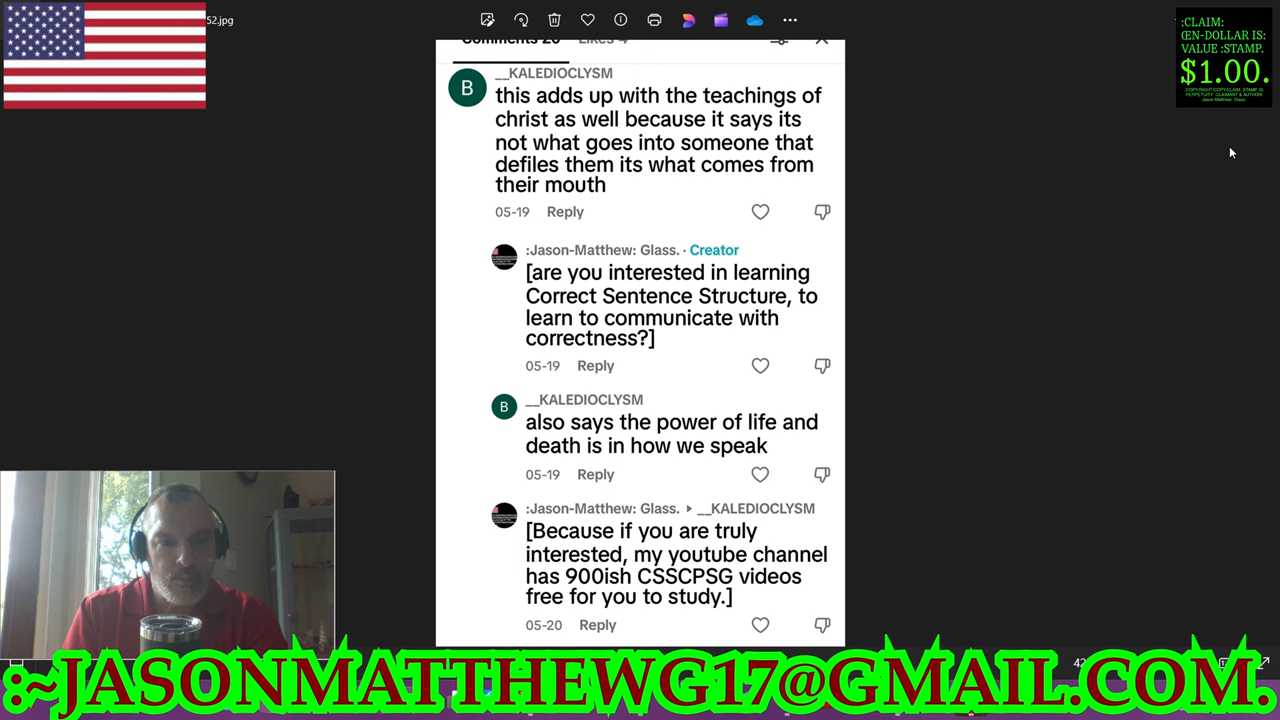 52.jpg
:CLAIM:
ŒN-DOLLAR IS:
VALUE :STAMP.
$1.00.
Comments 20 Likes 4
__KALEDIOCLYSM
B
this adds up with the teachings of
christ as well because it says its
not what goes into someone that
defiles them its what comes from
their mouth
05-19 Reply
:Jason-Matthew: Glass. · Creator
[are you interested in learning
Correct Sentence Structure, to
learn to communicate with
correctness?]
05-19 Reply
B
__KALEDIOCLYSM
also says the power of life and
death is in how we speak
05-19 Reply
:Jason-Matthew: Glass. ▸ __KALEDIOCLYSM
[Because if you are truly
interested, my youtube channel
has 900ish CSSCPSG videos
free for you to study.]
05-20 Reply
:~JASONMATTHEWG17@GMAIL.COM.